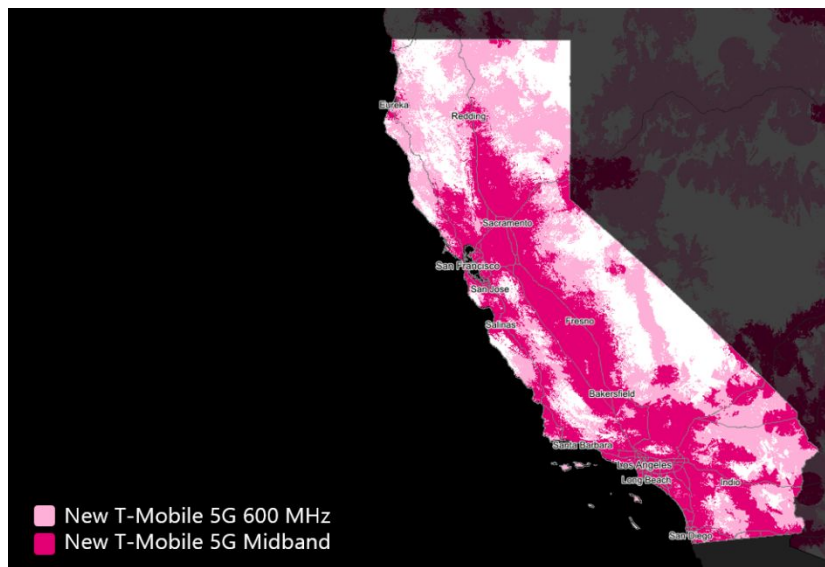 Eureka
Redding
Sacramento
San Francisco
San Jose
Salinas
Fresno
Bakersfield
Santa Barbara
Los Angeles
Long Beach
Indio
San Diego
New T-Mobile 5G 600 MHz
New T-Mobile 5G Midband